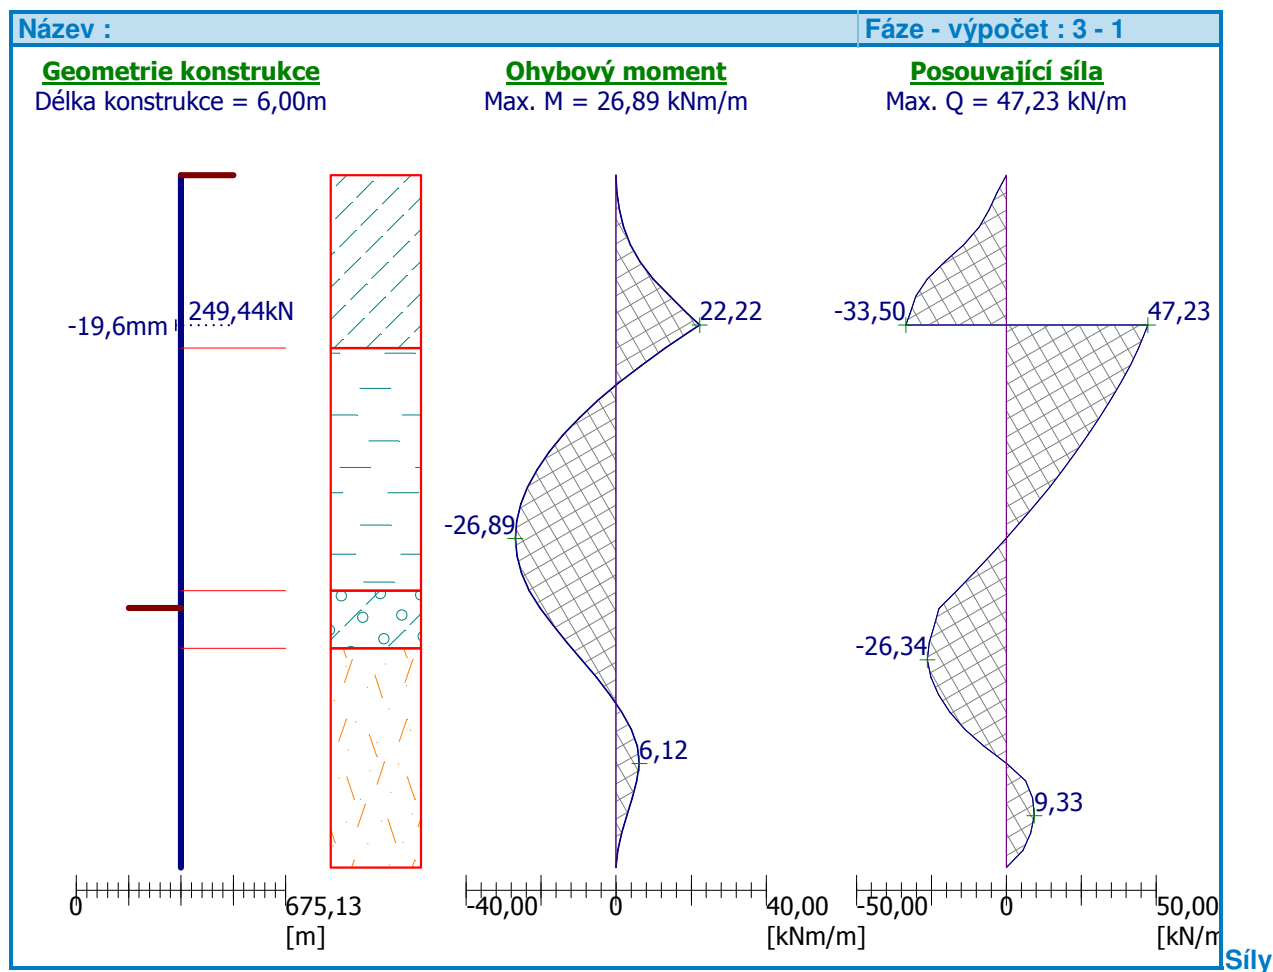 Název : Fáze - výpočet : 3 - 1
Geometrie konstrukce
Délka konstrukce = 6,00m
Ohybový moment
Max. M = 26,89 kNm/m
Posouvající síla
Max. Q = 47,23 kN/m
-19,6mm 249,44kN
22,22
-33,50 47,23
-26,89
-26,34
6,12
9,33
0 675,13
[m]
-40,00 0 40,00
[kNm/m]
-50,00 0 50,00
[kN/m
Síly